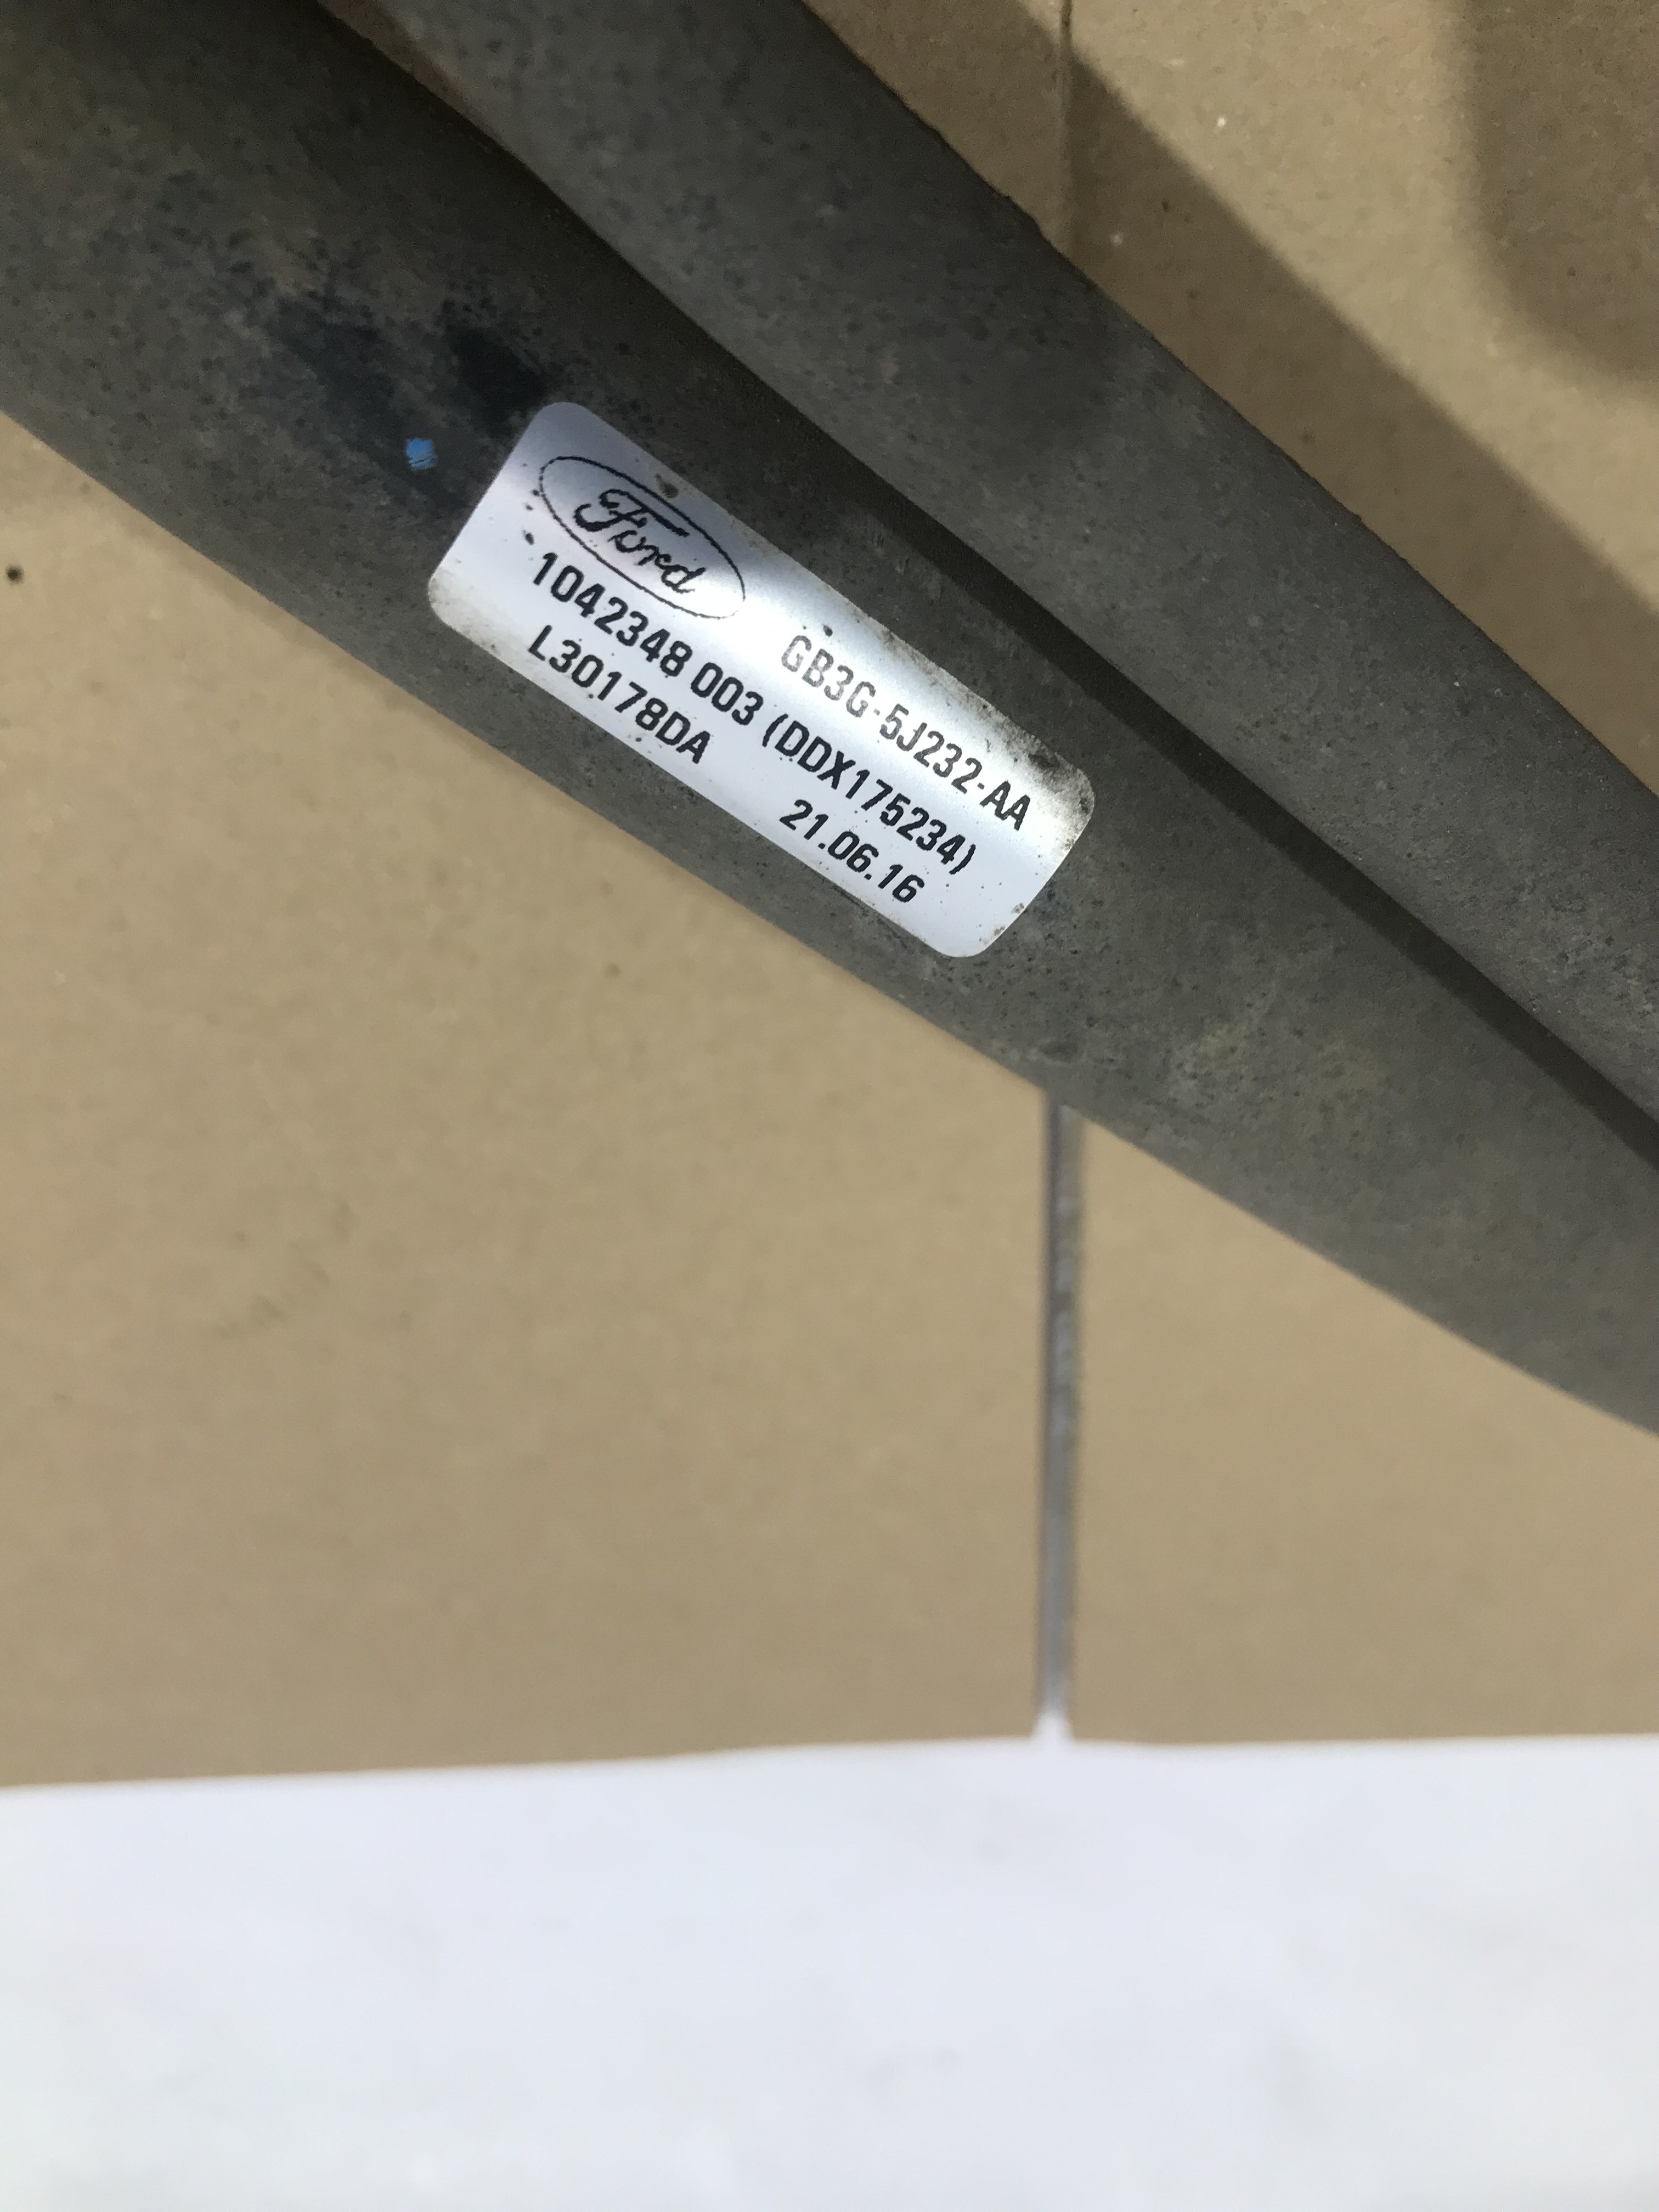 Ford GB3G-5J232-AA
1042348 003 (DDX175234)
L30178DA 21.06.16